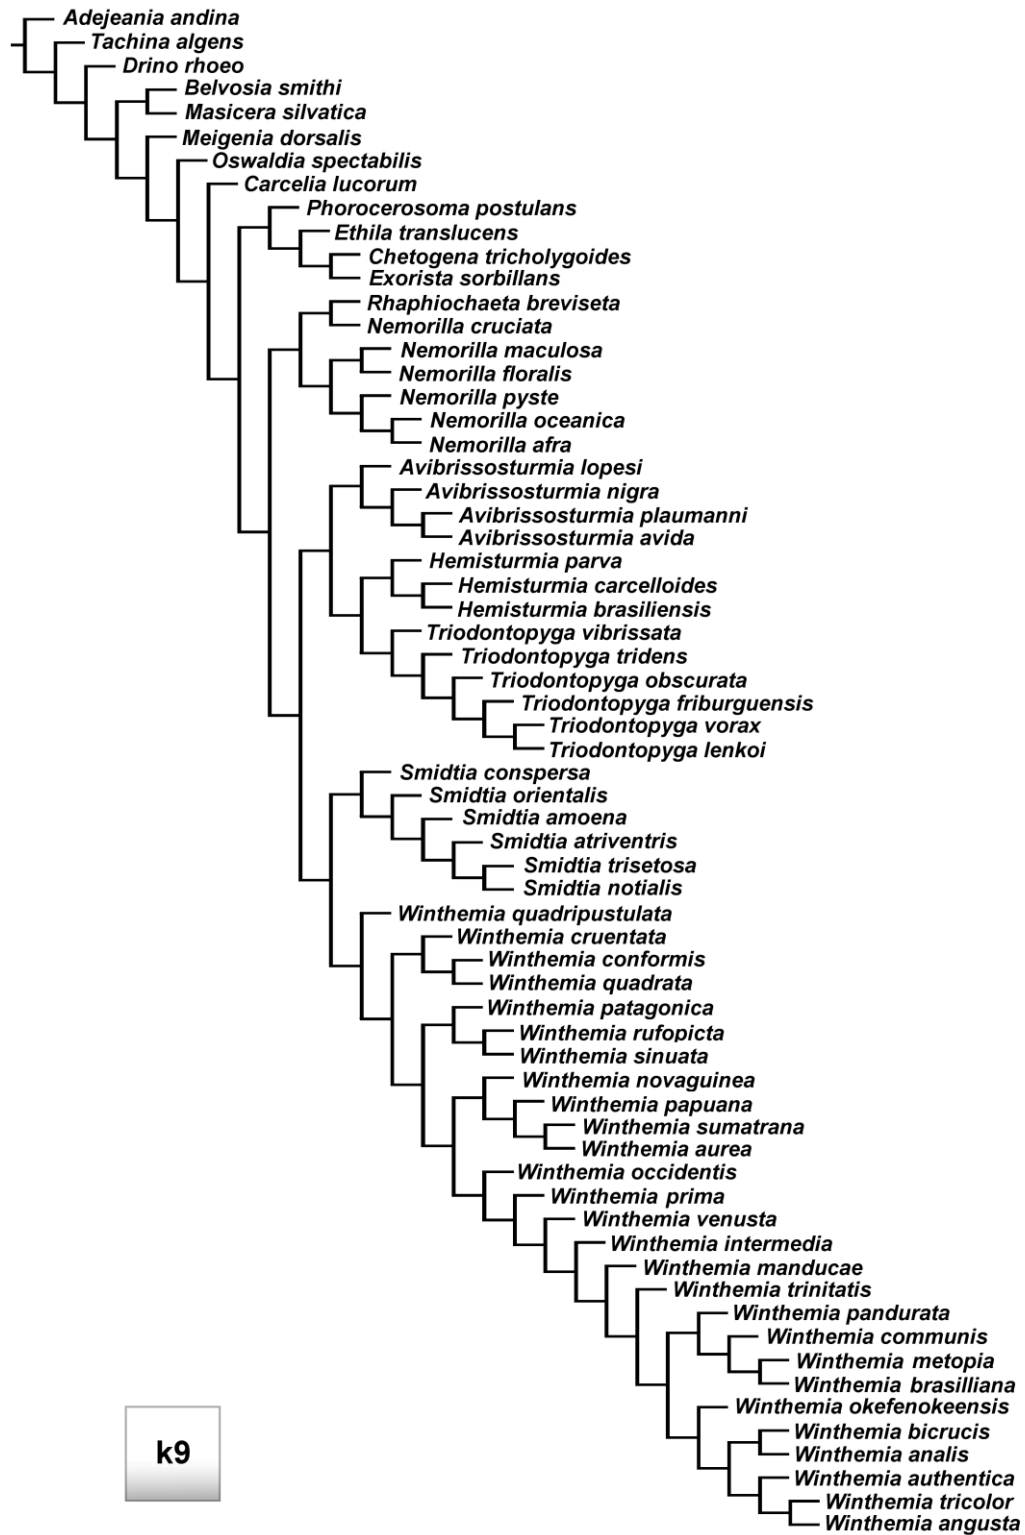 Adejeania andina
Tachina algens
Drino rhoeo
Belvosia smithi
Masicera silvatica
Meigenia dorsalis
Oswaldia spectabilis
Carcelia lucorum
Phorocerosoma postulans
Ethila translucens
Chetogena tricholygoides
Exorista sorbillans
Rhaphiochaeta breviseta
Nemorilla cruciata
Nemorilla maculosa
Nemorilla floralis
Nemorilla pyste
Nemorilla oceanica
Nemorilla afra
Avibrissosturmia lopesi
Avibrissosturmia nigra
Avibrissosturmia plaumanni
Avibrissosturmia avida
Hemisturmia parva
Hemisturmia carcelloides
Hemisturmia brasiliensis
Triodontopyga vibrissata
Triodontopyga tridens
Triodontopyga obscurata
Triodontopyga friburguensis
Triodontopyga vorax
Triodontopyga lenkoi
Smidtia conspersa
Smidtia orientalis
Smidtia amoena
Smidtia atriventris
Smidtia trisetosa
Smidtia notialis
Winthemia quadripustulata
Winthemia cruentata
Winthemia conformis
Winthemia quadrata
Winthemia patagonica
Winthemia rufopicta
Winthemia sinuata
Winthemia novaguinea
Winthemia papuana
Winthemia sumatrana
Winthemia aurea
Winthemia occidentis
Winthemia prima
Winthemia venusta
Winthemia intermedia
Winthemia manducae
Winthemia trinitatis
Winthemia pandurata
Winthemia communis
Winthemia metopia
Winthemia brasilliana
Winthemia okefenokeensis
Winthemia bicrucis
Winthemia analis
Winthemia authentica
Winthemia tricolor
Winthemia angusta
k9